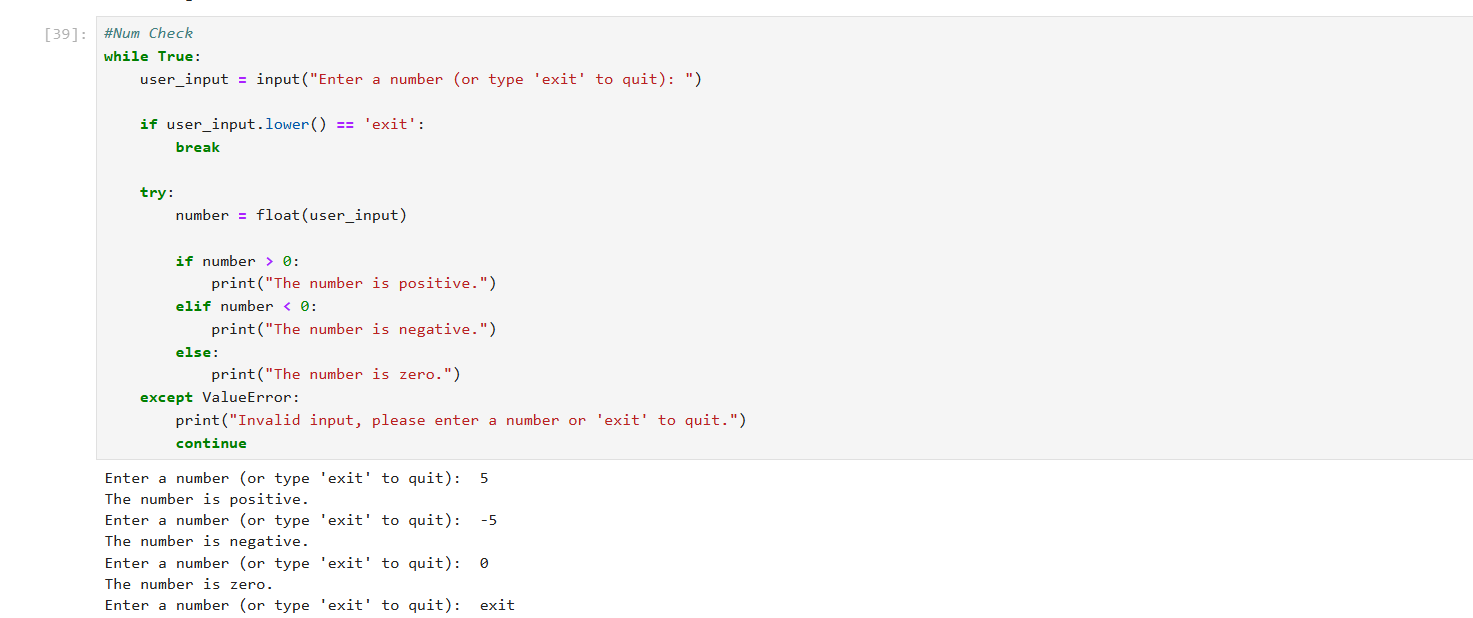 [39]:
#Num Check
while True:
    user_input = input("Enter a number (or type 'exit' to quit): ")
    if user_input.lower() == 'exit':
        break
    try:
        number = float(user_input)
        if number > 0:
            print("The number is positive.")
        elif number < 0:
            print("The number is negative.")
        else:
            print("The number is zero.")
    except ValueError:
        print("Invalid input, please enter a number or 'exit' to quit.")
        continue
Enter a number (or type 'exit' to quit):  5
The number is positive.
Enter a number (or type 'exit' to quit):  -5
The number is negative.
Enter a number (or type 'exit' to quit):  0
The number is zero.
Enter a number (or type 'exit' to quit):  exit